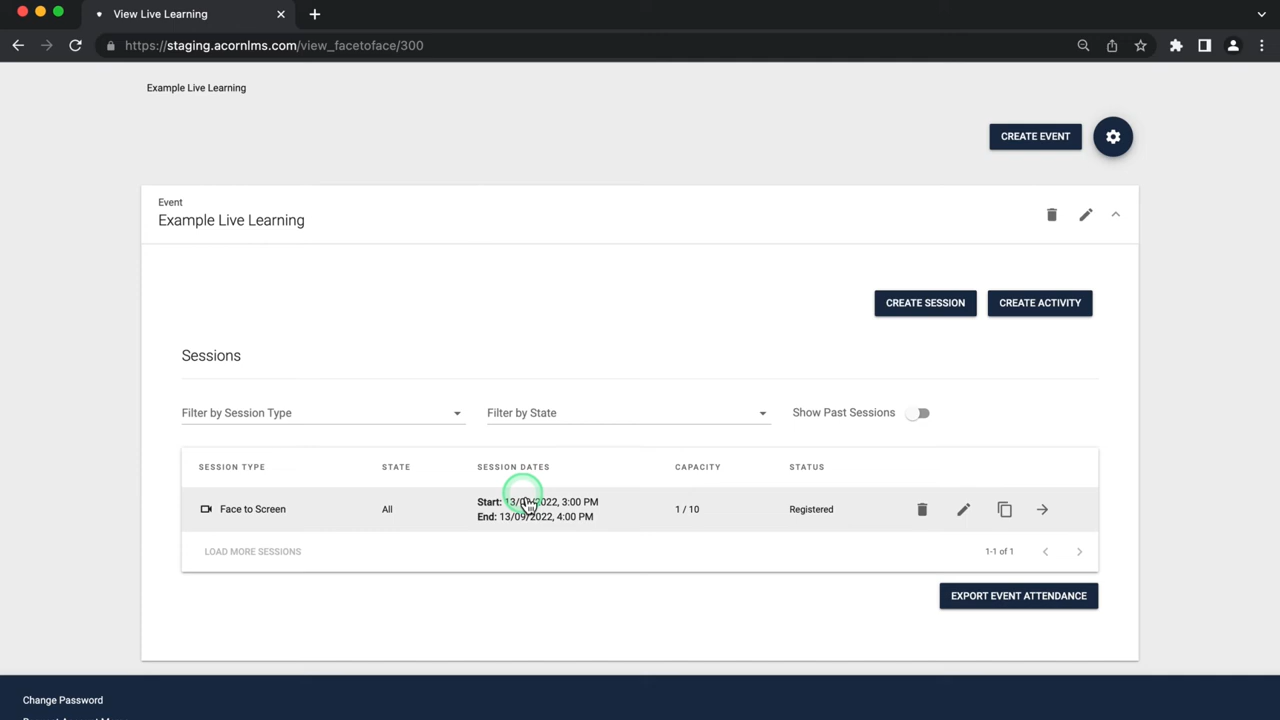 View Live Learning
https://staging.acornlms.com/view_facetoface/300
Example Live Learning
CREATE EVENT
Event
Example Live Learning
CREATE SESSION
CREATE ACTIVITY
Sessions
Filter by Session Type
Filter by State
Show Past Sessions
SESSION TYPE STATE SESSION DATES CAPACITY STATUS
Face to Screen All Start: 13/09/2022, 3:00 PM 1 / 10 Registered
End: 13/09/2022, 4:00 PM
LOAD MORE SESSIONS 1-1 of 1
EXPORT EVENT ATTENDANCE
Change Password